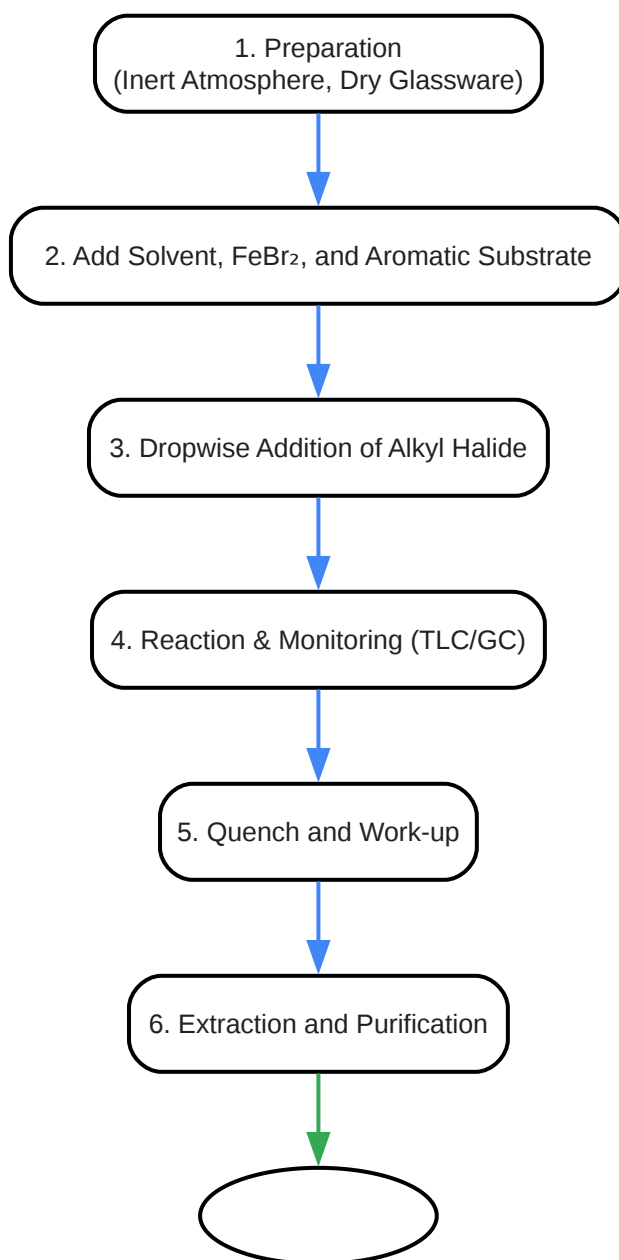 1. Preparation
(Inert Atmosphere, Dry Glassware)
2. Add Solvent, FeBr₂, and Aromatic Substrate
3. Dropwise Addition of Alkyl Halide
4. Reaction & Monitoring (TLC/GC)
5. Quench and Work-up
6. Extraction and Purification